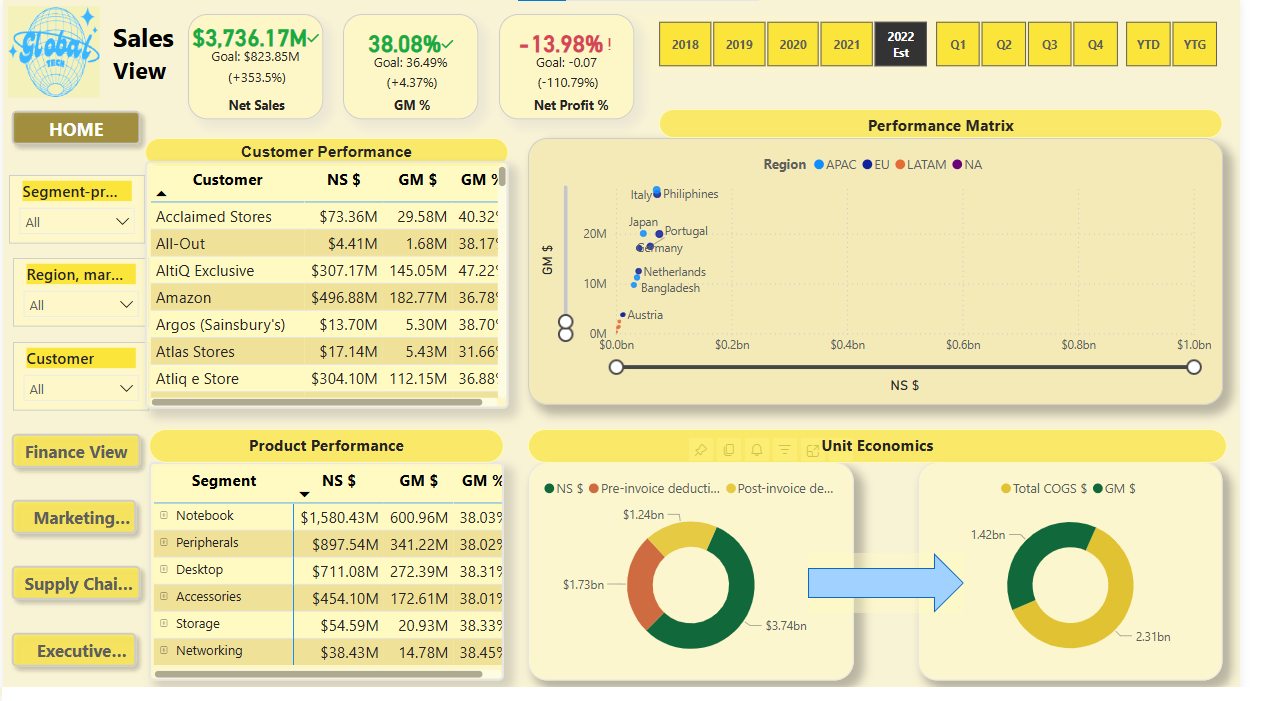 Global
TECH
Sales
View
$3,736.17M
Goal: $823.85M
(+353.5%)
Net Sales
38.08%
Goal: 36.49%
(+4.37%)
GM %
-13.98% !
Goal: -0.07
(-110.79%)
Net Profit %
2018 2019 2020 2021 2022 Est Q1 Q2 Q3 Q4 YTD YTG
HOME
Segment-pr...
All
Region, mar...
All
Customer
All
Finance View
Marketing...
Supply Chai...
Executive...
Customer Performance
Customer NS $ GM $ GM %
Acclaimed Stores $73.36M 29.58M 40.32%
All-Out $4.41M 1.68M 38.17%
AltiQ Exclusive $307.17M 145.05M 47.22%
Amazon $496.88M 182.77M 36.78%
Argos (Sainsbury's) $13.70M 5.30M 38.70%
Atlas Stores $17.14M 5.43M 31.66%
Atliq e Store $304.10M 112.15M 36.88%
Performance Matrix
Region APAC EU LATAM NA
GM $
20M
10M
0M
Italy Philiphines
Japan
Portugal
Germany
Netherlands
Bangladesh
Austria
$0.0bn $0.2bn $0.4bn $0.6bn $0.8bn $1.0bn
NS $
Product Performance
Segment NS $ GM $ GM %
Notebook $1,580.43M 600.96M 38.03%
Peripherals $897.54M 341.22M 38.02%
Desktop $711.08M 272.39M 38.31%
Accessories $454.10M 172.61M 38.01%
Storage $54.59M 20.93M 38.33%
Networking $38.43M 14.78M 38.45%
Unit Economics
NS $ Pre-invoice deducti... Post-invoice de...
$1.24bn
$1.73bn
$3.74bn
Total COGS $ GM $
1.42bn
2.31bn